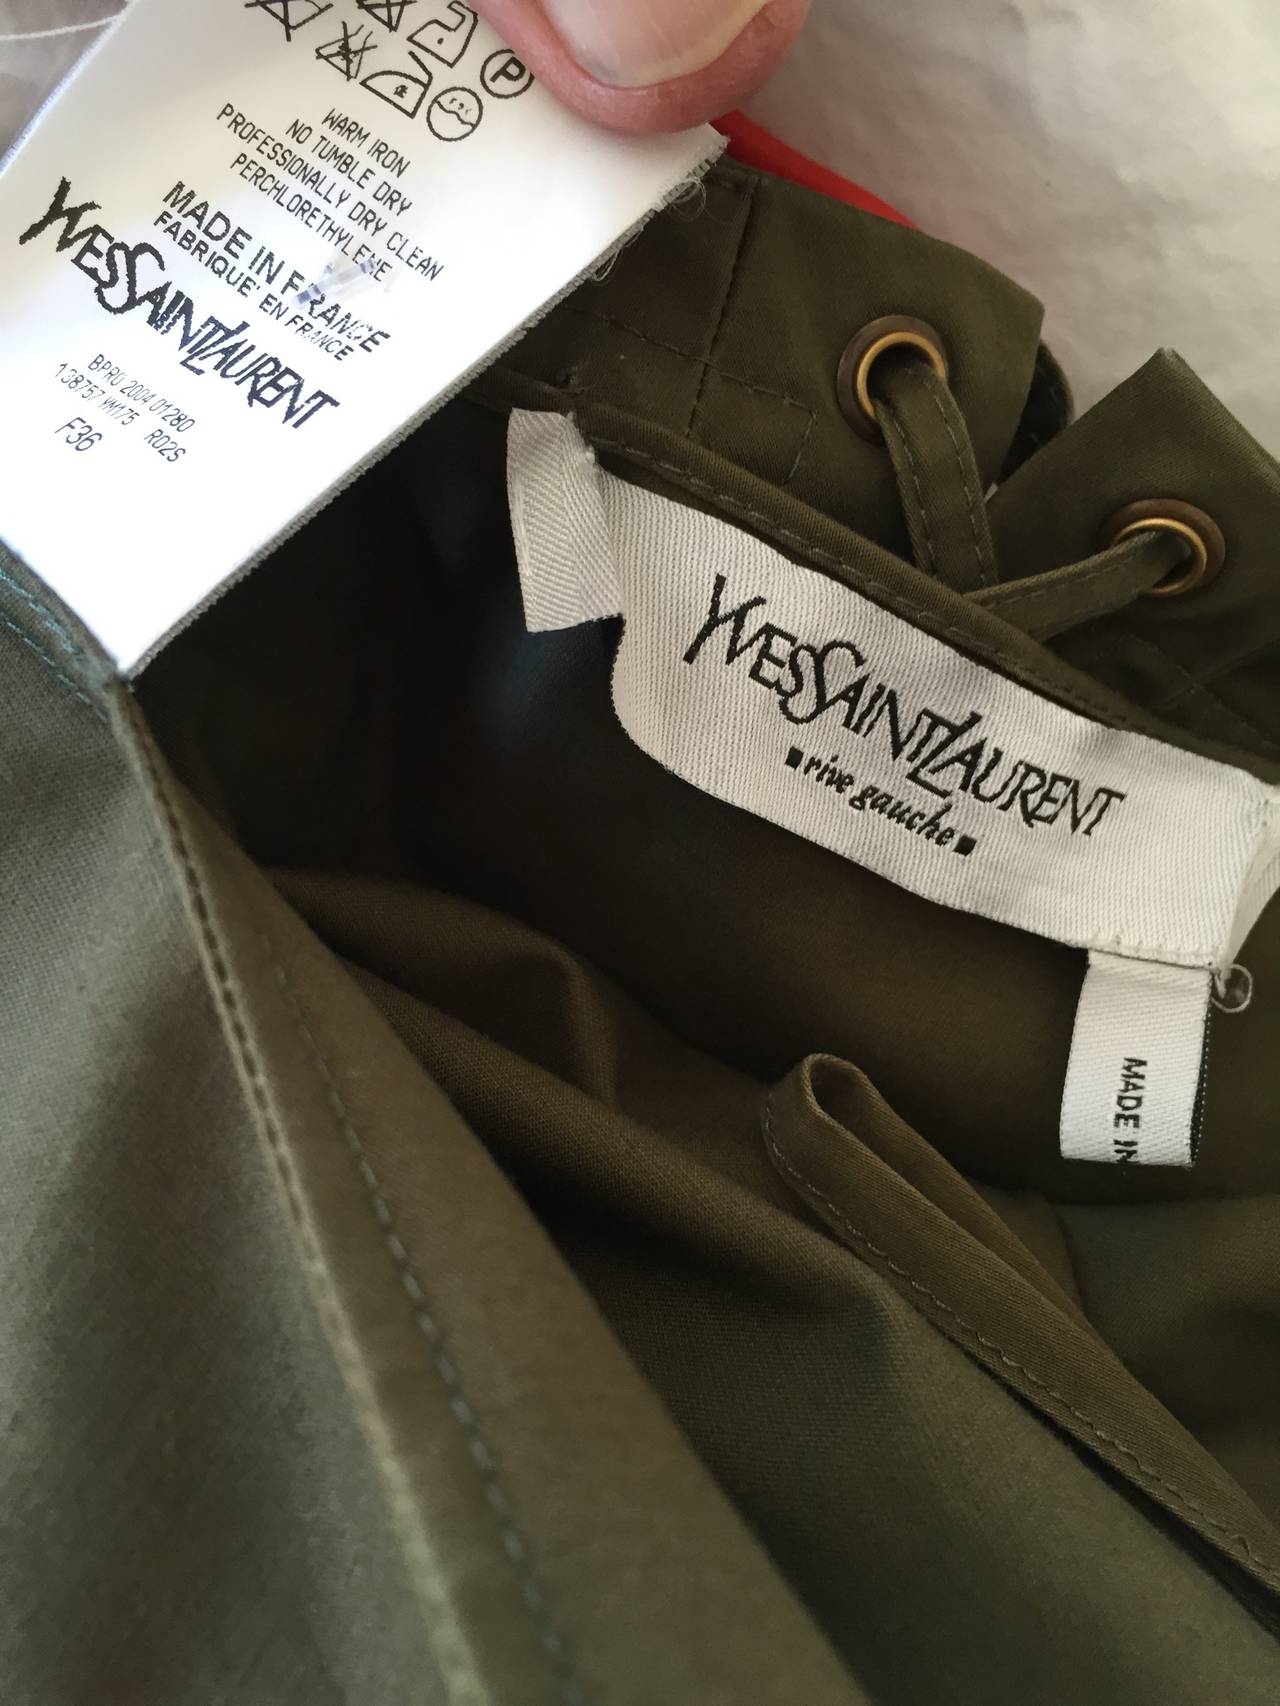 P
WARM IRON
NO TUMBLE DRY
PROFESSIONALLY DRY CLEAN
PERCHLORETHYLENE
MADE IN FRANCE
FABRIQUE' EN FRANCE
YVESSAINTLAURENT
BPRU 2004 01280
138757 YM175 R02S
F36
YVESSAINTLAURENT
rive gauche
MADE IN